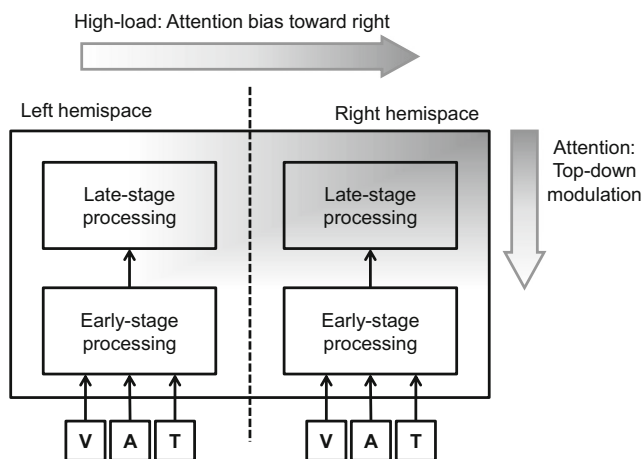 High-load: Attention bias toward right
Left hemispace
Right hemispace
Attention:
Top-down
modulation
Late-stage
processing
Late-stage
processing
Early-stage
processing
Early-stage
processing
V A T V A T